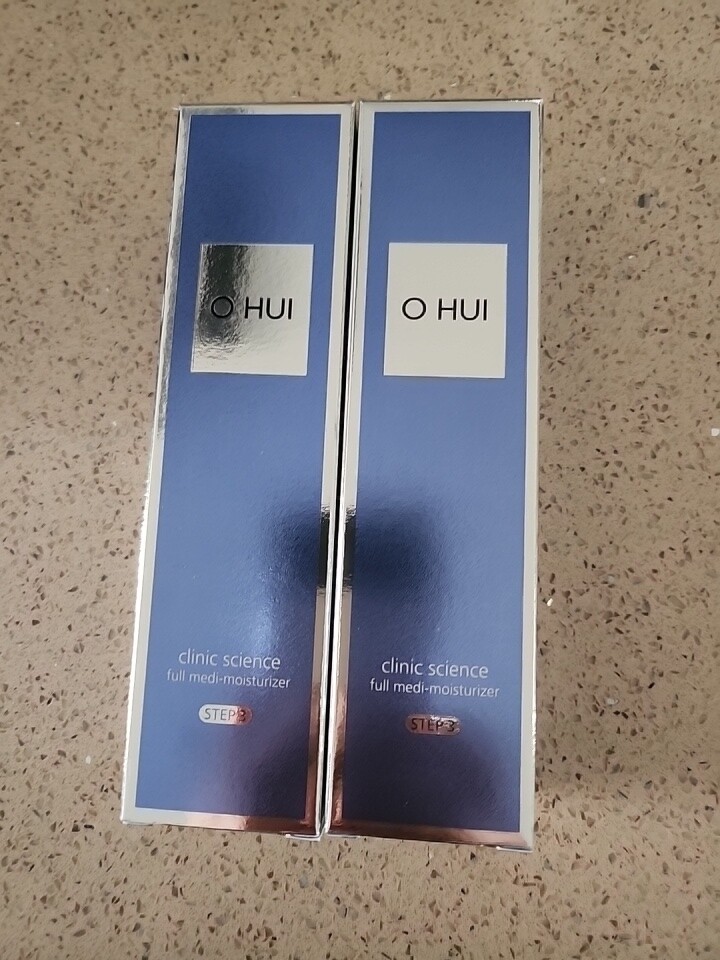 O HUI
clinic science
full medi-moisturizer
STEP 3
O HUI
clinic science
full medi-moisturizer
STEP 3